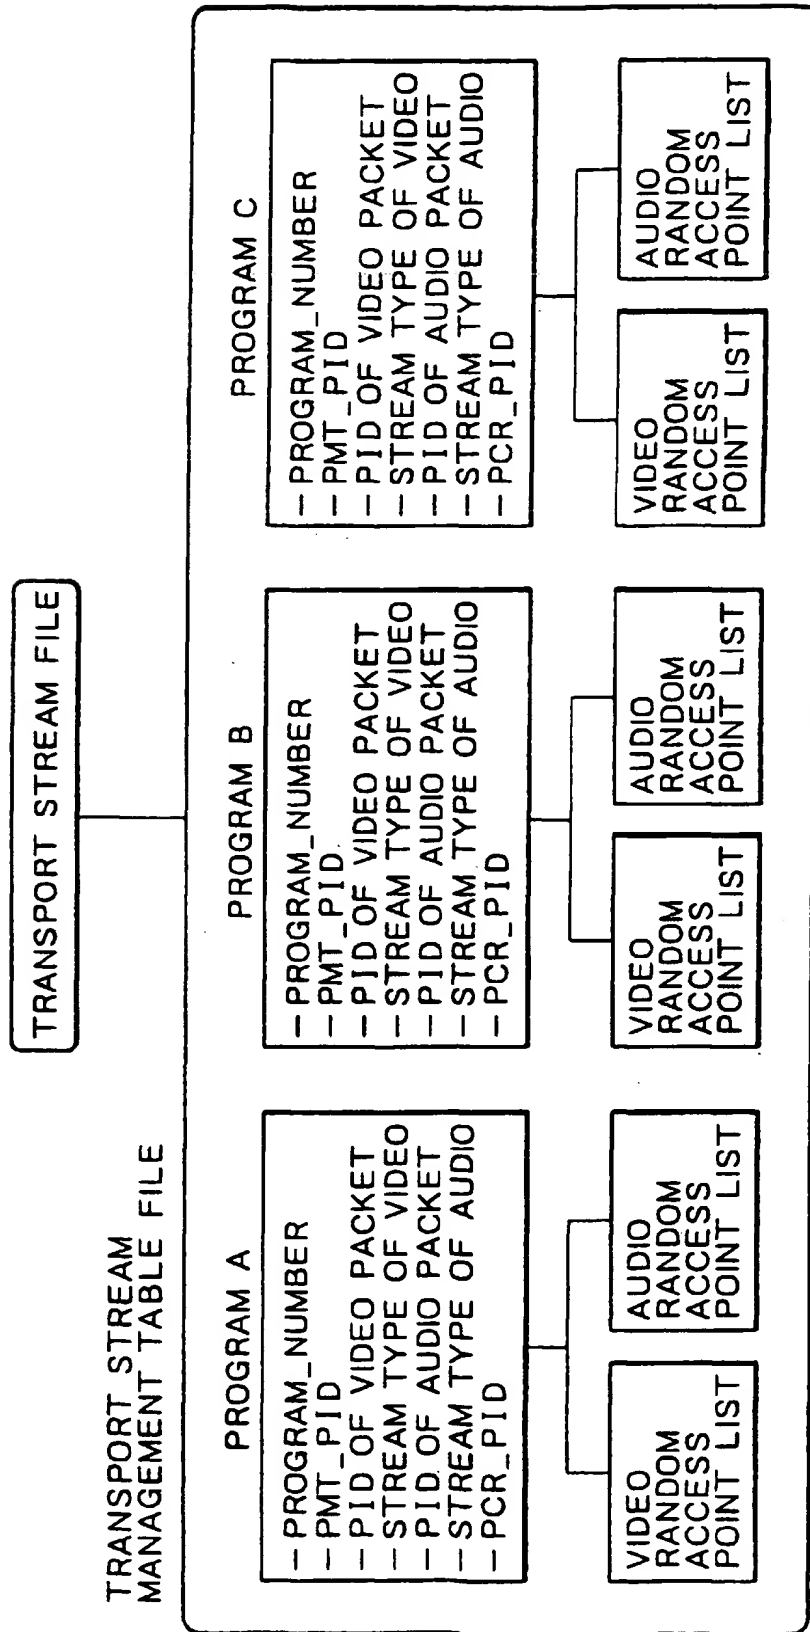 TRANSPORT STREAM FILE
TRANSPORT STREAM
MANAGEMENT TABLE FILE
PROGRAM A
— PROGRAM_NUMBER
— PMT_PID
— PID OF VIDEO PACKET
— STREAM TYPE OF VIDEO
— PID OF AUDIO PACKET
— STREAM TYPE OF AUDIO
— PCR_PID
VIDEO
RANDOM
ACCESS
POINT LIST
AUDIO
RANDOM
ACCESS
POINT LIST
PROGRAM B
— PROGRAM_NUMBER
— PMT_PID
— PID OF VIDEO PACKET
— STREAM TYPE OF VIDEO
— PID OF AUDIO PACKET
— STREAM TYPE OF AUDIO
— PCR_PID
VIDEO
RANDOM
ACCESS
POINT LIST
AUDIO
RANDOM
ACCESS
POINT LIST
PROGRAM C
— PROGRAM_NUMBER
— PMT_PID
— PID OF VIDEO PACKET
— STREAM TYPE OF VIDEO
— PID OF AUDIO PACKET
— STREAM TYPE OF AUDIO
— PCR_PID
VIDEO
RANDOM
ACCESS
POINT LIST
AUDIO
RANDOM
ACCESS
POINT LIST